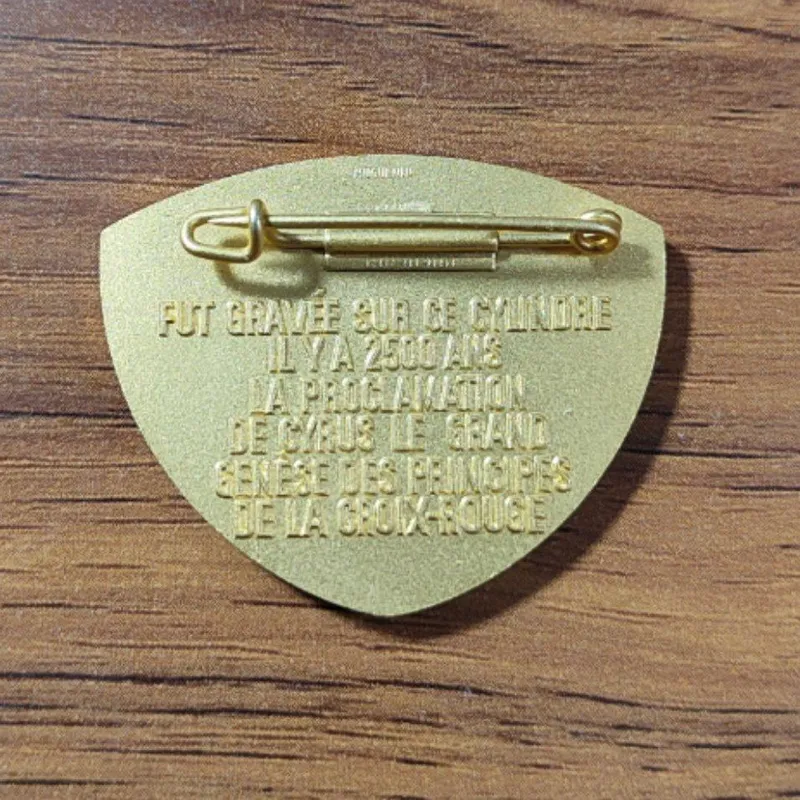 FUT GRAVÉE SUR CE CYLINDRE
IL Y A 2500 ANS
LA PROCLAMATION
DE CYRUS LE GRAND
GENÈSE DES PRINCIPES
DE LA CROIX-ROUGE